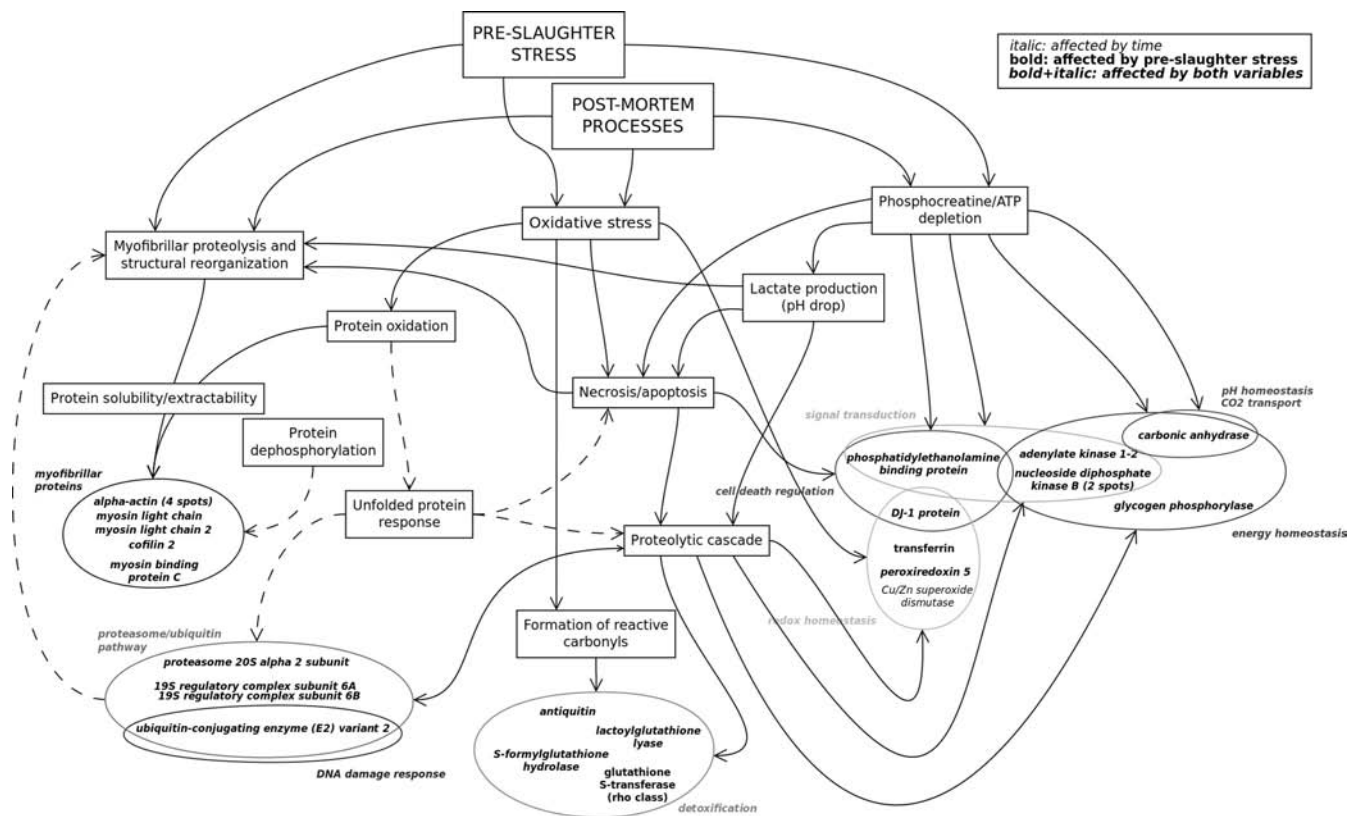 PRE-SLAUGHTER
STRESS
italic: affected by time
bold: affected by pre-slaughter stress
bold+italic: affected by both variables
POST-MORTEM
PROCESSES
Phosphocreatine/ATP
depletion
Oxidative stress
Myofibrillar proteolysis and
structural reorganization
Lactate production
(pH drop)
Protein oxidation
Protein solubility/extractability
Necrosis/apoptosis
pH homeostasis
CO2 transport
signal transduction
carbonic anhydrase
Protein
dephosphorylation
phosphatidylethanolamine
binding protein
adenylate kinase 1-2
nucleoside diphosphate
kinase B (2 spots)
myofibrillar
proteins
cell death regulation
glycogen phosphorylase
energy homeostasis
alpha-actin (4 spots)
myosin light chain
myosin light chain 2
cofilin 2
myosin binding
protein C
Unfolded protein
response
DJ-1 protein
Proteolytic cascade
transferrin
peroxiredoxin 5
Cu/Zn superoxide
dismutase
redox homeostasis
Formation of reactive
carbonyls
proteasome/ubiquitin
pathway
proteasome 20S alpha 2 subunit
19S regulatory complex subunit 6A
19S regulatory complex subunit 6B
ubiquitin-conjugating enzyme (E2) variant 2
DNA damage response
antiquitin
lactoylglutathione
lyase
S-formylglutathione
hydrolase
glutathione
S-transferase
(rho class)
detoxification